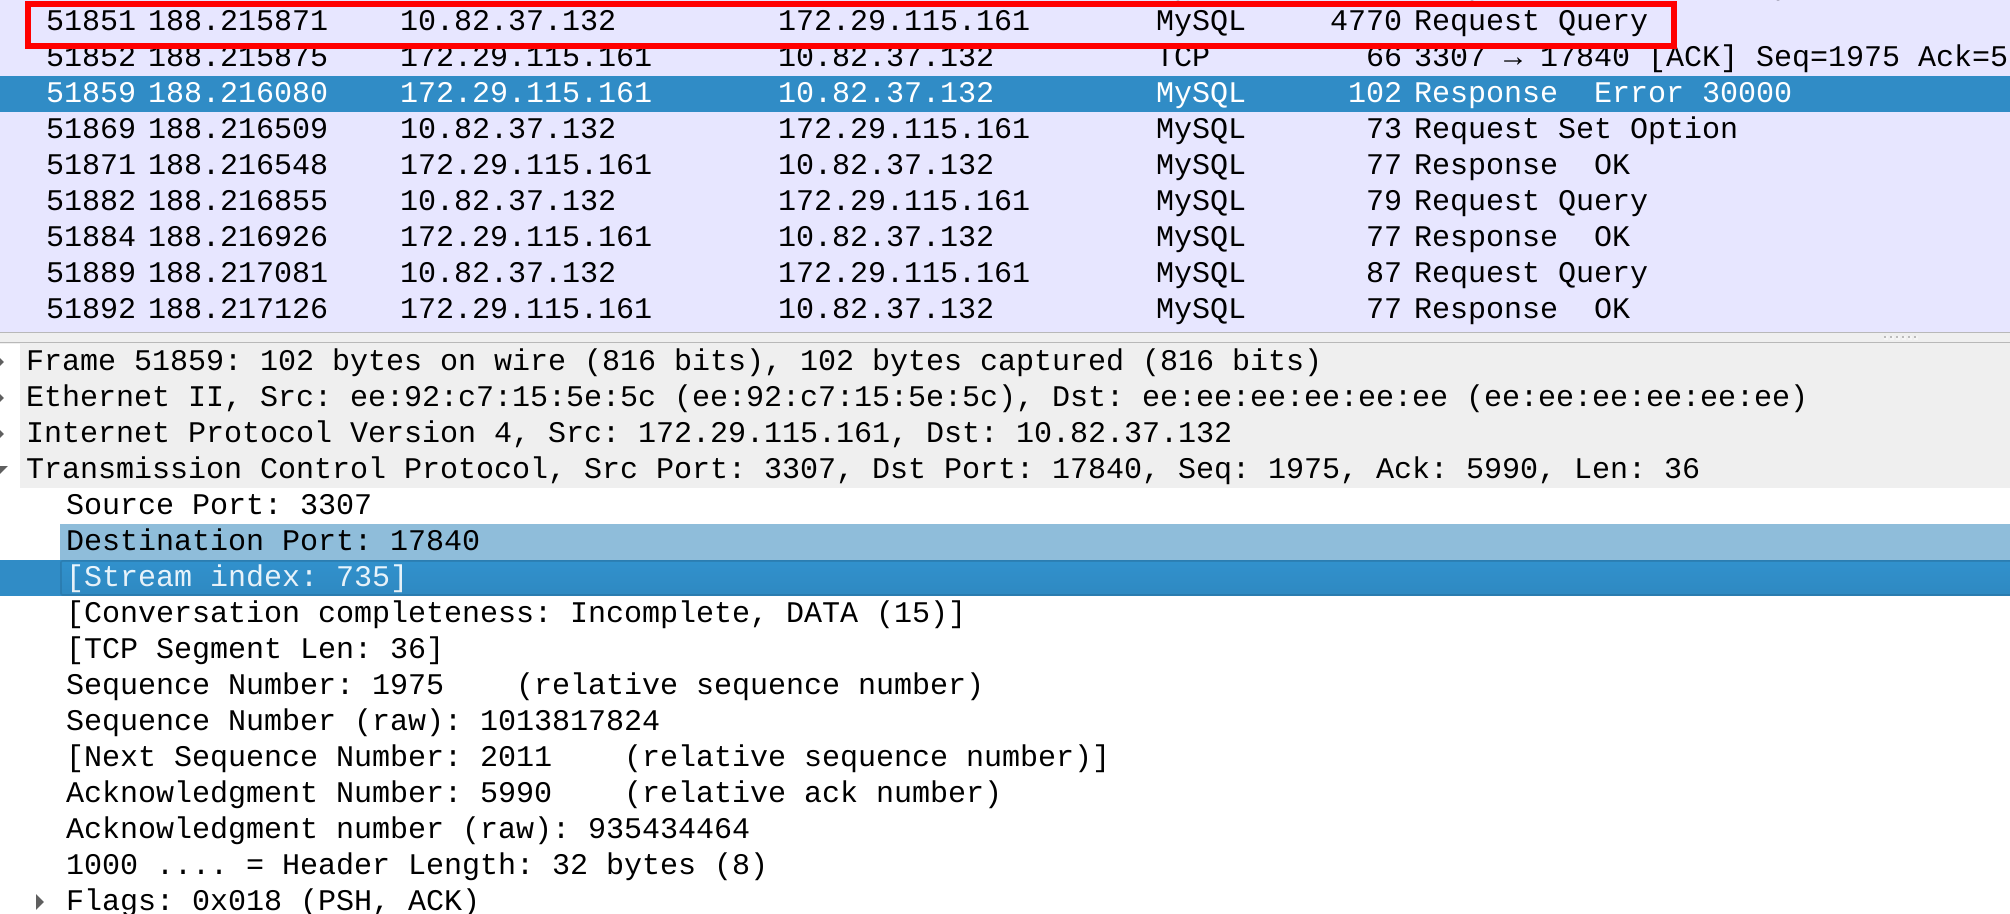 51851 188.215871 10.82.37.132 172.29.115.161 MySQL 4770 Request Query
51852 188.215875 172.29.115.161 10.82.37.132 TCP 66 3307 → 17840 [ACK] Seq=1975 Ack=5
51859 188.216080 172.29.115.161 10.82.37.132 MySQL 102 Response Error 30000
51869 188.216509 10.82.37.132 172.29.115.161 MySQL 73 Request Set Option
51871 188.216548 172.29.115.161 10.82.37.132 MySQL 77 Response OK
51882 188.216855 10.82.37.132 172.29.115.161 MySQL 79 Request Query
51884 188.216926 172.29.115.161 10.82.37.132 MySQL 77 Response OK
51889 188.217081 10.82.37.132 172.29.115.161 MySQL 87 Request Query
51892 188.217126 172.29.115.161 10.82.37.132 MySQL 77 Response OK
Frame 51859: 102 bytes on wire (816 bits), 102 bytes captured (816 bits)
Ethernet II, Src: ee:92:c7:15:5e:5c (ee:92:c7:15:5e:5c), Dst: ee:ee:ee:ee:ee:ee (ee:ee:ee:ee:ee:ee)
Internet Protocol Version 4, Src: 172.29.115.161, Dst: 10.82.37.132
Transmission Control Protocol, Src Port: 3307, Dst Port: 17840, Seq: 1975, Ack: 5990, Len: 36
Source Port: 3307
Destination Port: 17840
[Stream index: 735]
[Conversation completeness: Incomplete, DATA (15)]
[TCP Segment Len: 36]
Sequence Number: 1975 (relative sequence number)
Sequence Number (raw): 1013817824
[Next Sequence Number: 2011 (relative sequence number)]
Acknowledgment Number: 5990 (relative ack number)
Acknowledgment number (raw): 935434464
1000 .... = Header Length: 32 bytes (8)
Flags: 0x018 (PSH, ACK)